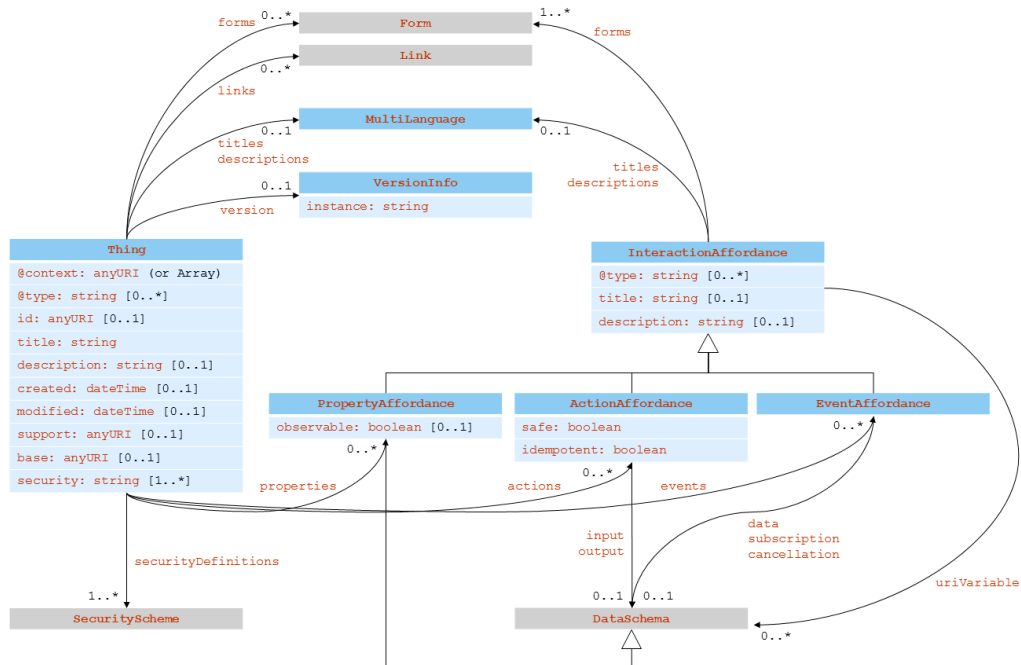 forms
0..*
Form
1..*
forms
Link
0..*
links
MultiLanguage
0..1
0..1
titles
descriptions
titles
descriptions
VersionInfo
0..1
instance: string
version
Thing
@context: anyURI (or Array)
@type: string [0..*]
id: anyURI [0..1]
title: string
description: string [0..1]
created: dateTime [0..1]
modified: dateTime [0..1]
support: anyURI [0..1]
base: anyURI [0..1]
security: string [1..*]
InteractionAffordance
@type: string [0..*]
title: string [0..1]
description: string [0..1]
PropertyAffordance
observable: boolean [0..1]
0..*
ActionAffordance
safe: boolean
idempotent: boolean
0..*
EventAffordance
0..*
properties
actions
events
input
output
data
subscription
cancellation
securityDefinitions
uriVariable
1..*
SecurityScheme
0..1
0..1
DataSchema
0..*